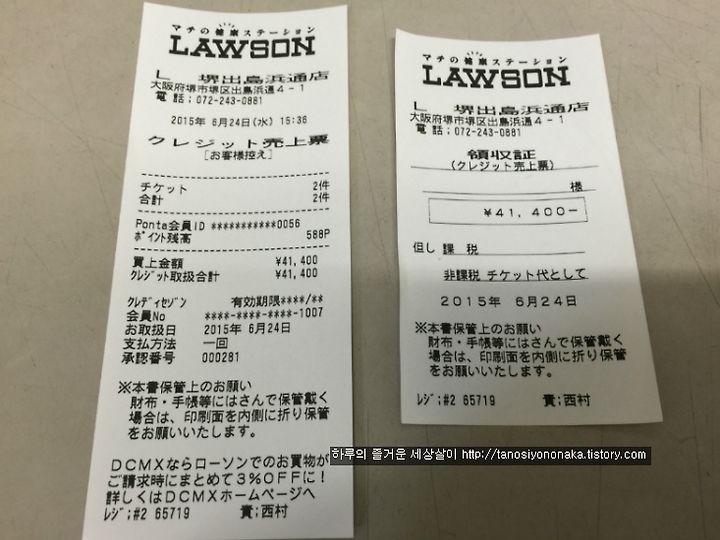 マチの健康ステーション
LAWSON
L 堺出島浜通店
大阪府堺市堺区出島浜通4-1
電話:072-243-0881
2015年 6月24日(水) 15:36
クレジット売上票
[お客様控え]
チケット 2件
合計 2件
Ponta会員ID ***********0056
ポイント残高 588P
買上金額 ¥41,400
クレジット取扱合計 ¥41,400
クレディセゾン 有効期限****/**
会員No ****-****-****-1007
お取扱日 2015年 6月24日
支払方法 一回
承認番号 000281
※本書保管上のお願い
財布・手帳等にはさんで保管戴く
場合は、印刷面を内側に折り保管
をお願いいたします。
DCMXならローソンでのお買物が
ご請求時にまとめて3%OFFに!
詳しくはDCMXホームページへ
レジ;#2 65719 責;西村
マチの健康ステーション
LAWSON
L 堺出島浜通店
大阪府堺市堺区出島浜通4-1
電話;072-243-0881
領収証
(クレジット売上票)
様
¥41,400-
但し 課 税
非課税 チケット代として
2015年 6月24日
※本書保管上のお願い
財布・手帳等にはさんで保管戴く
場合は、印刷面を内側に折り保管
をお願いいたします。
レジ;#2 65719 責;西村
하루의 즐거운 세상살이 http://tanosiyononaka.tistory.com